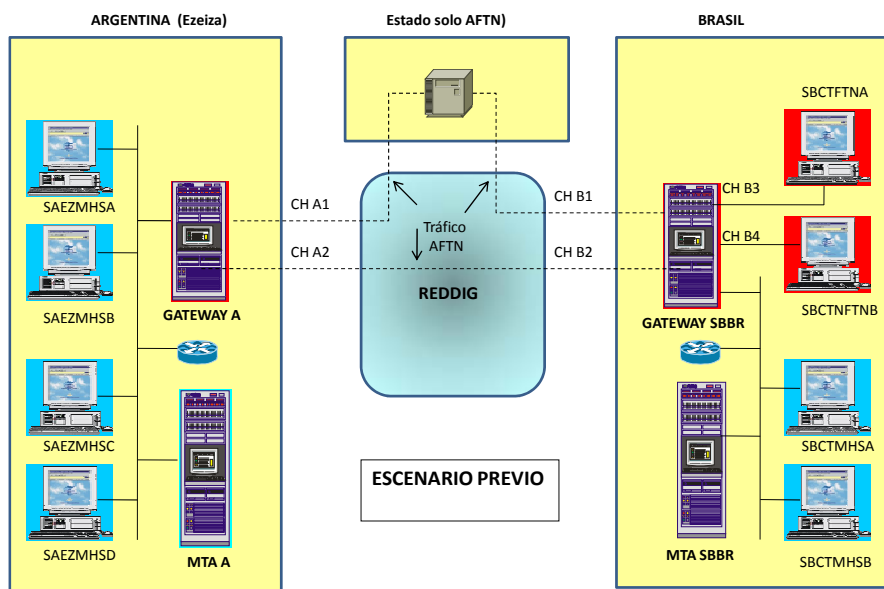 ARGENTINA (Ezeiza)
Estado solo AFTN)
BRASIL
SBCTFTNA
SAEZMHSA
CH A1
CH B1
CH B3
Tráfico
AFTN
CH A2
CH B2
CH B4
REDDIG
SAEZMHSB
GATEWAY A
GATEWAY SBBR
SBCTNFTNB
SAEZMHSC
SBCTMHSA
ESCENARIO PREVIO
SAEZMHSD
MTA A
MTA SBBR
SBCTMHSB